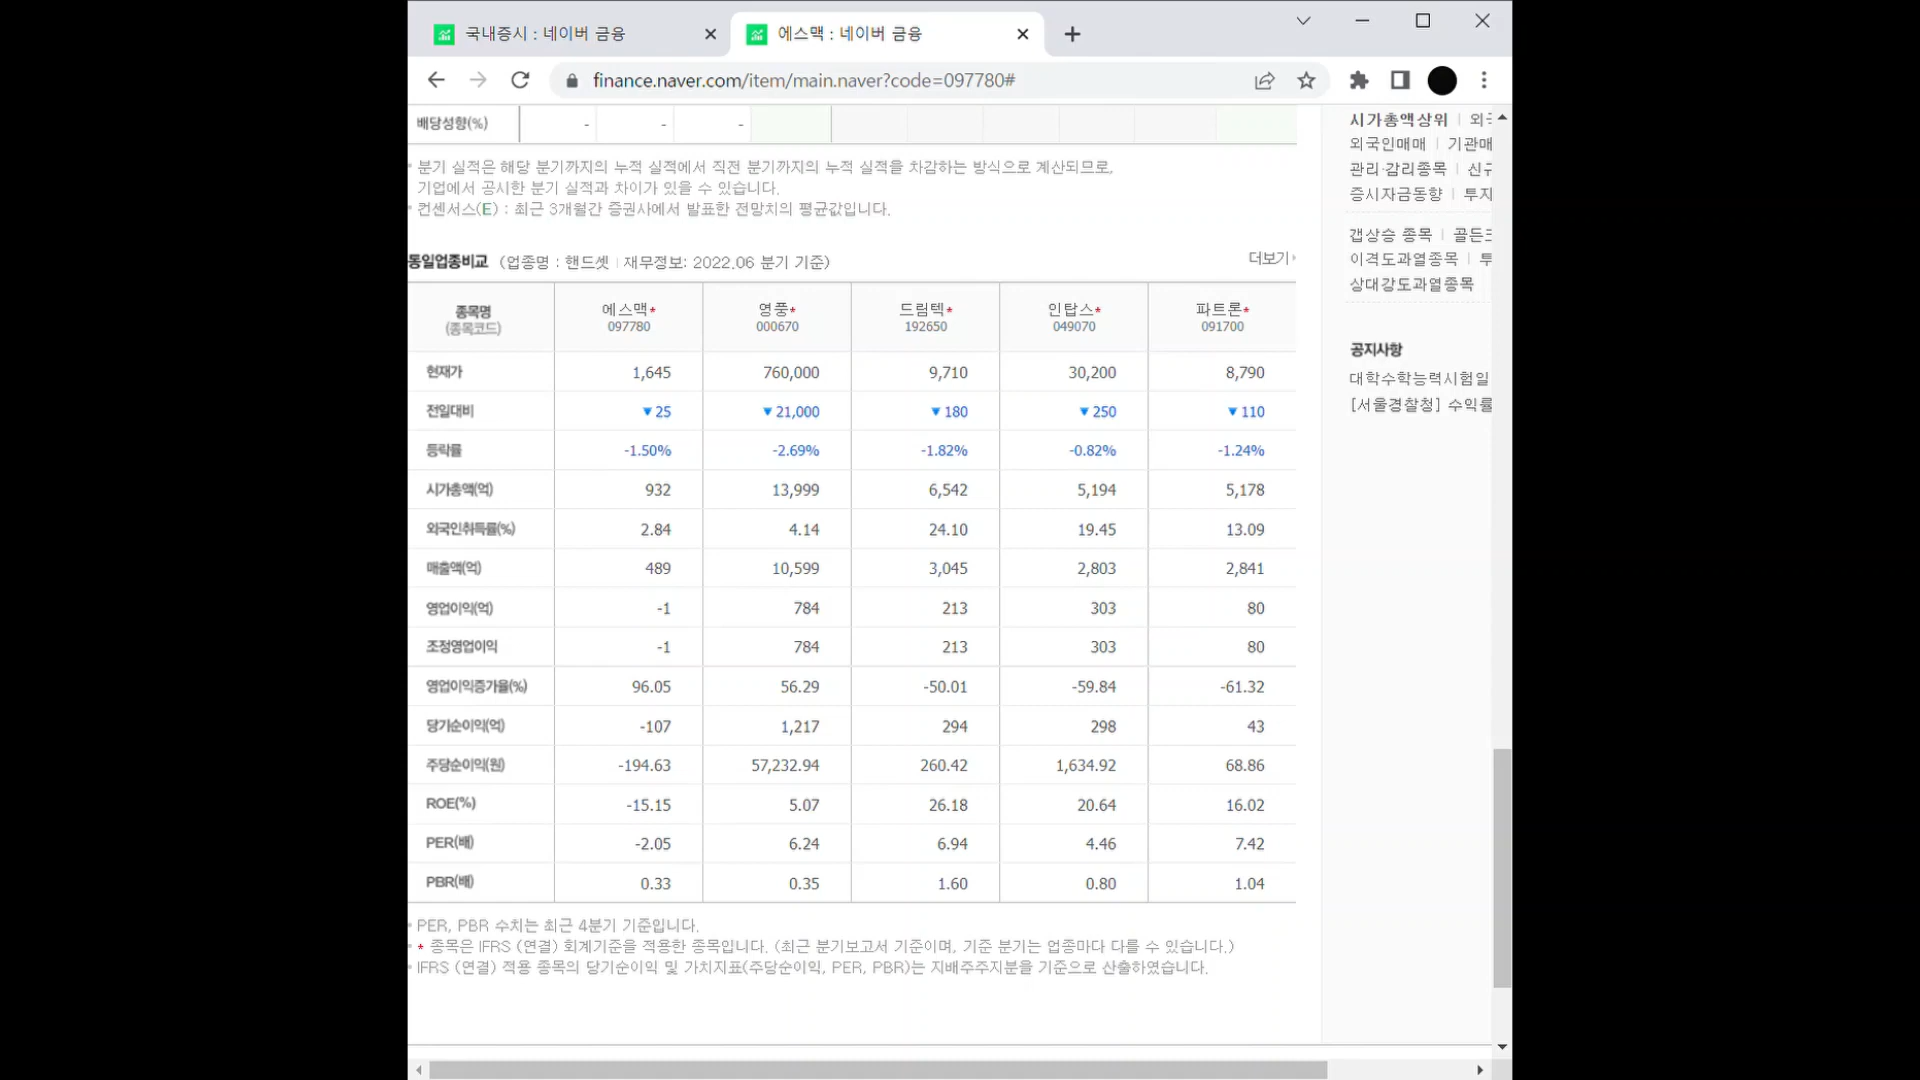 국내증시 : 네이버 금융
에스맥 : 네이버 금융
finance.naver.com/item/main.naver?code=097780#
배당성향(%) - - -
분기 실적은 해당 분기까지의 누적 실적에서 직전 분기까지의 누적 실적을 차감하는 방식으로 계산되므로,
기업에서 공시한 분기 실적과 차이가 있을 수 있습니다.
컨센서스(E) : 최근 3개월간 증권사에서 발표한 전망치의 평균값입니다.
동일업종비교 (업종명 : 핸드셋 | 재무정보: 2022.06 분기 기준)
더보기
종목명 에스맥* 영풍* 드림텍* 인탑스* 파트론*
(종목코드) 097780 000670 192650 049070 091700
현재가 1,645 760,000 9,710 30,200 8,790
전일대비 ▼25 ▼21,000 ▼180 ▼250 ▼110
등락률 -1.50% -2.69% -1.82% -0.82% -1.24%
시가총액(억) 932 13,999 6,542 5,194 5,178
외국인취득률(%) 2.84 4.14 24.10 19.45 13.09
매출액(억) 489 10,599 3,045 2,803 2,841
영업이익(억) -1 784 213 303 80
조정영업이익 -1 784 213 303 80
영업이익증가율(%) 96.05 56.29 -50.01 -59.84 -61.32
당기순이익(억) -107 1,217 294 298 43
주당순이익(원) -194.63 57,232.94 260.42 1,634.92 68.86
ROE(%) -15.15 5.07 26.18 20.64 16.02
PER(배) -2.05 6.24 6.94 4.46 7.42
PBR(배) 0.33 0.35 1.60 0.80 1.04
PER, PBR 수치는 최근 4분기 기준입니다.
* 종목은 IFRS (연결) 회계기준을 적용한 종목입니다. (최근 분기보고서 기준이며, 기준 분기는 업종마다 다를 수 있습니다.)
IFRS (연결) 적용 종목의 당기순이익 및 가치지표(주당순이익, PER, PBR)는 지배주주지분을 기준으로 산출하였습니다.
시가총액상위 | 외
외국인매매 | 기관매
관리·감리종목 | 신규
증시자금동향 | 투자
갭상승 종목 | 골든
이격도과열종목 | 투
상대강도과열종목
공지사항
대학수학능력시험일
[서울경찰청] 수익률